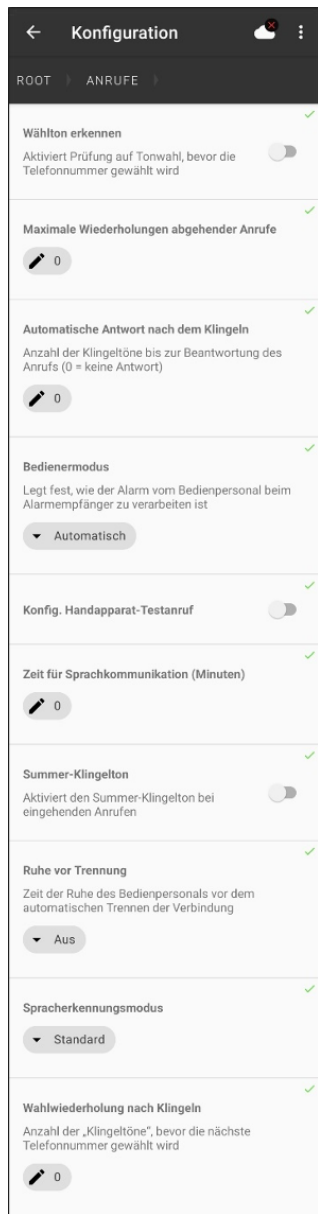 Konfiguration
ROOT
ANRUFE
Wählton erkennen
Aktiviert Prüfung auf Tonwahl, bevor die
Telefonnummer gewählt wird
Maximale Wiederholungen abgehender Anrufe
0
Automatische Antwort nach dem Klingeln
Anzahl der Klingeltöne bis zur Beantwortung des
Anrufs (0 = keine Antwort)
0
Bedienermodus
Legt fest, wie der Alarm vom Bedienpersonal beim
Alarmempfänger zu verarbeiten ist
Automatisch
Konfig. Handapparat-Testanruf
Zeit für Sprachkommunikation (Minuten)
0
Summer-Klingelton
Aktiviert den Summer-Klingelton bei
eingehenden Anrufen
Ruhe vor Trennung
Zeit der Ruhe des Bedienpersonals vor dem
automatischen Trennen der Verbindung
Aus
Spracherkennungsmodus
Standard
Wahlwiederholung nach Klingeln
Anzahl der „Klingeltöne“, bevor die nächste
Telefonnummer gewählt wird
0